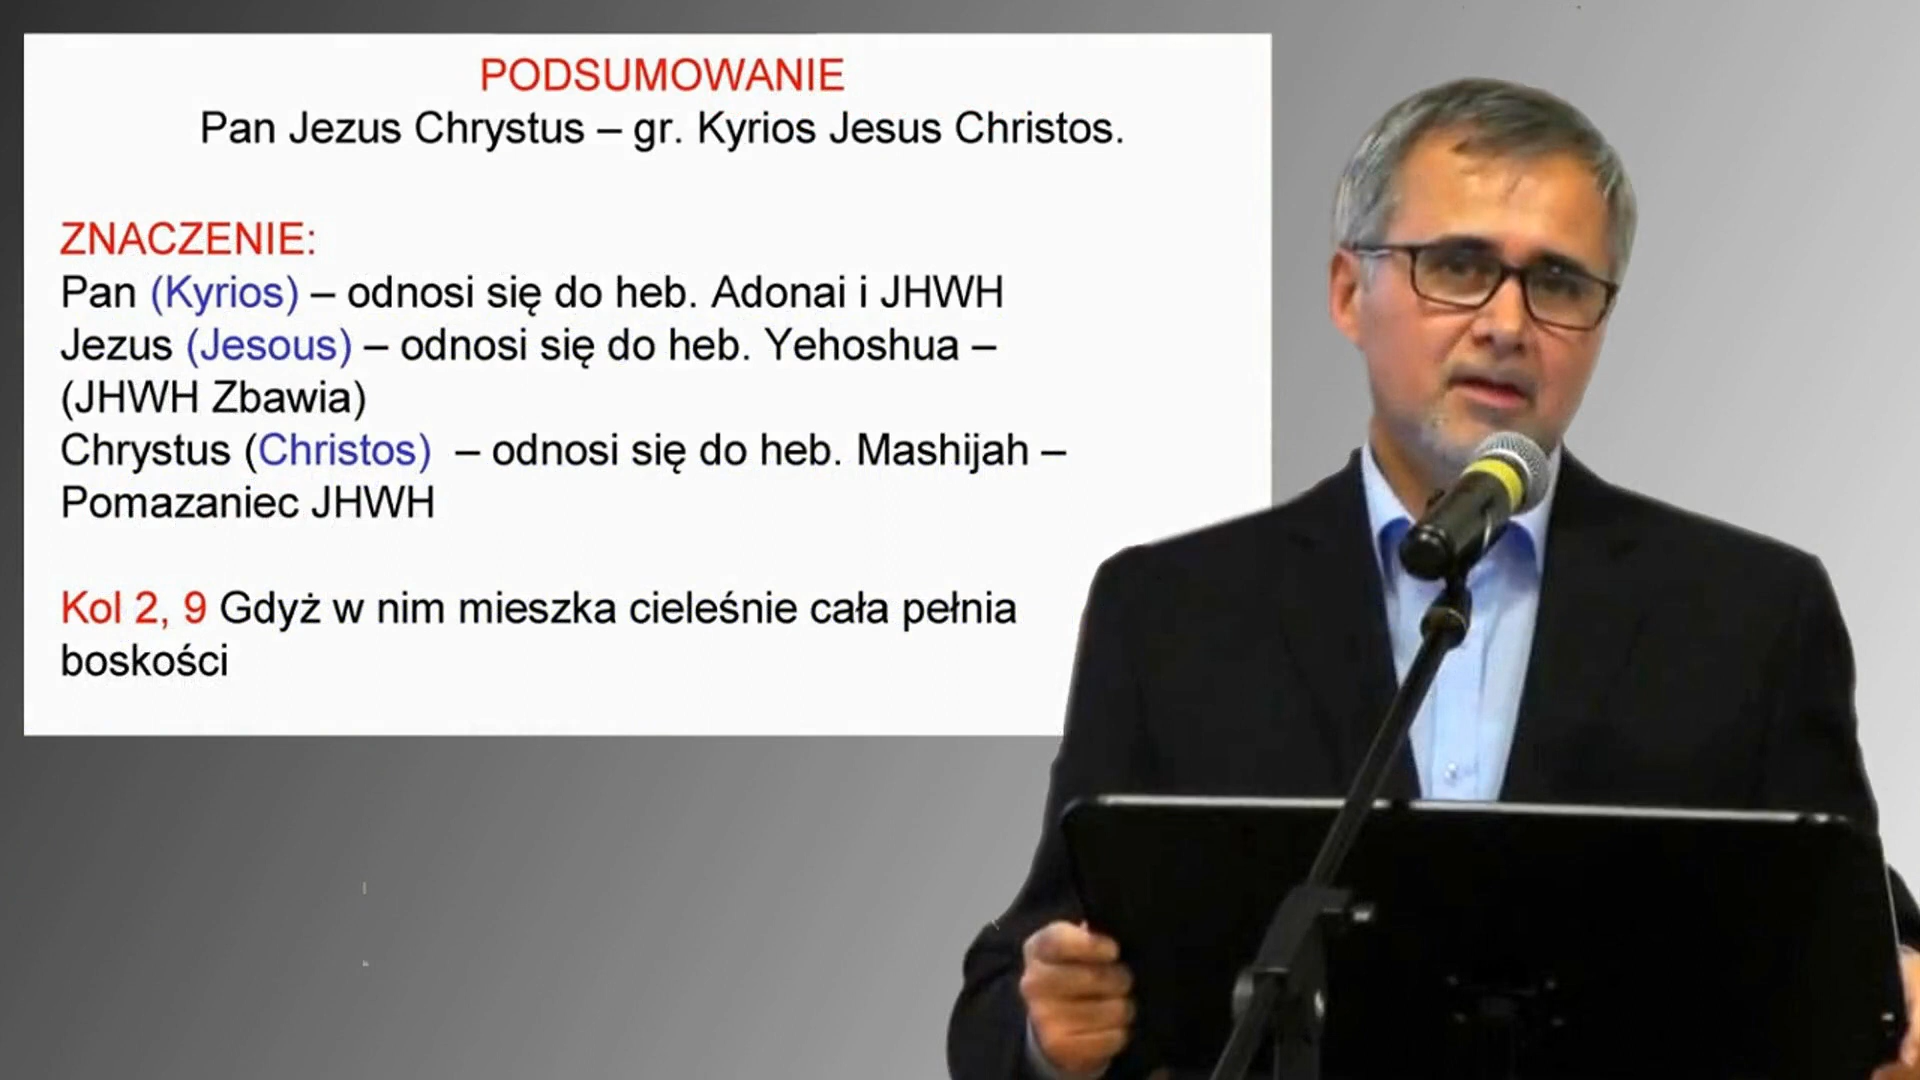 PODSUMOWANIE
Pan Jezus Chrystus – gr. Kyrios Jesus Christos.
ZNACZENIE:
Pan (Kyrios) – odnosi się do heb. Adonai i JHWH
Jezus (Jesous) – odnosi się do heb. Yehoshua –
(JHWH Zbawia)
Chrystus (Christos) – odnosi się do heb. Mashijah –
Pomazaniec JHWH
Kol 2, 9 Gdyż w nim mieszka cieleśnie cała pełnia
boskości